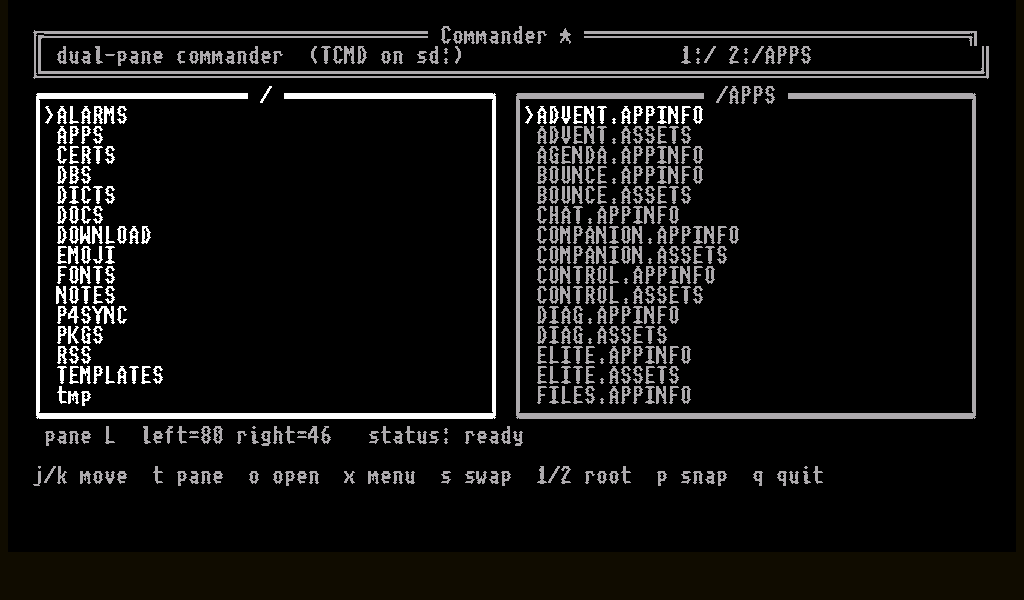 Commander ★
dual-pane commander (TCMD on sd:) 1:/ 2:/APPS
/
>ALARMS
APPS
CERTS
DBS
DICTS
DOCS
DOWNLOAD
EMOJI
FONTS
NOTES
P4SYNC
PKGS
RSS
TEMPLATES
tmp
/APPS
>ADVENT.APPINFO
ADVENT.ASSETS
AGENDA.APPINFO
BOUNCE.APPINFO
BOUNCE.ASSETS
CHAT.APPINFO
COMPANION.APPINFO
COMPANION.ASSETS
CONTROL.APPINFO
CONTROL.ASSETS
DIAG.APPINFO
DIAG.ASSETS
ELITE.APPINFO
ELITE.ASSETS
FILES.APPINFO
pane L left=80 right=46 status: ready
j/k move t pane o open x menu s swap 1/2 root p snap q quit